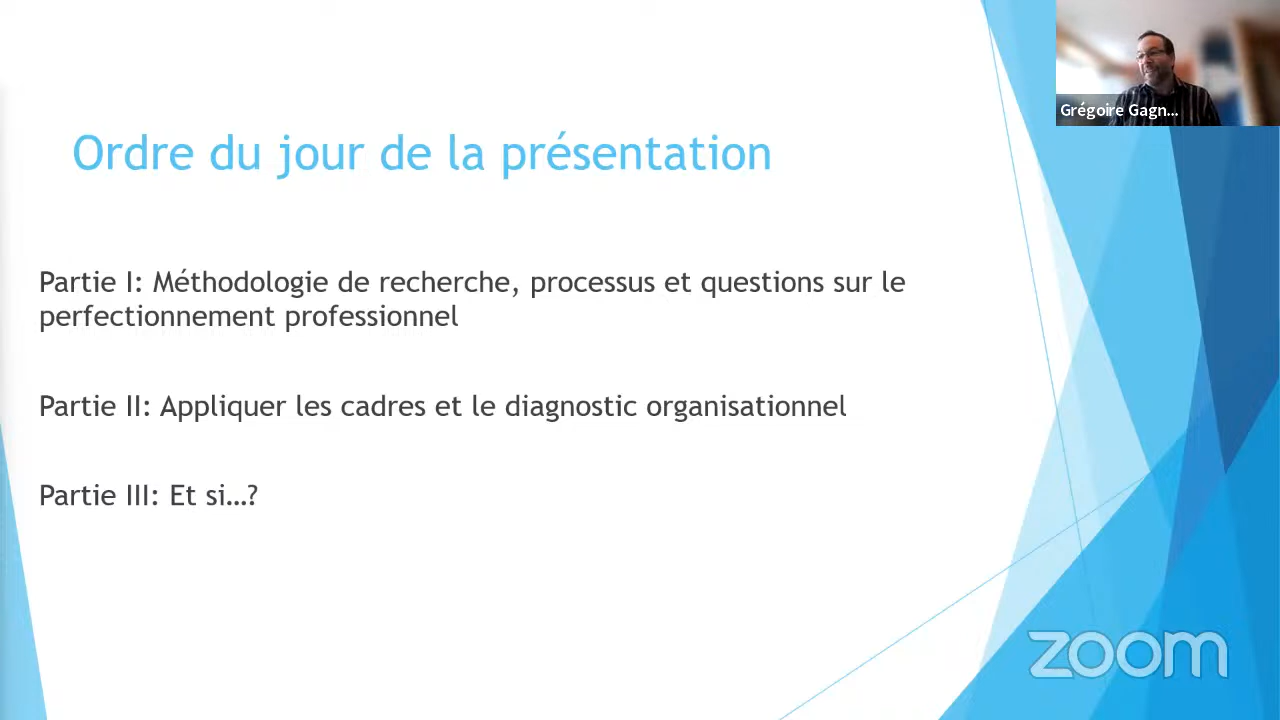 Grégoire Gagn...
Ordre du jour de la présentation
Partie I: Méthodologie de recherche, processus et questions sur le
perfectionnement professionnel
Partie II: Appliquer les cadres et le diagnostic organisationnel
Partie III: Et si…?
zoom